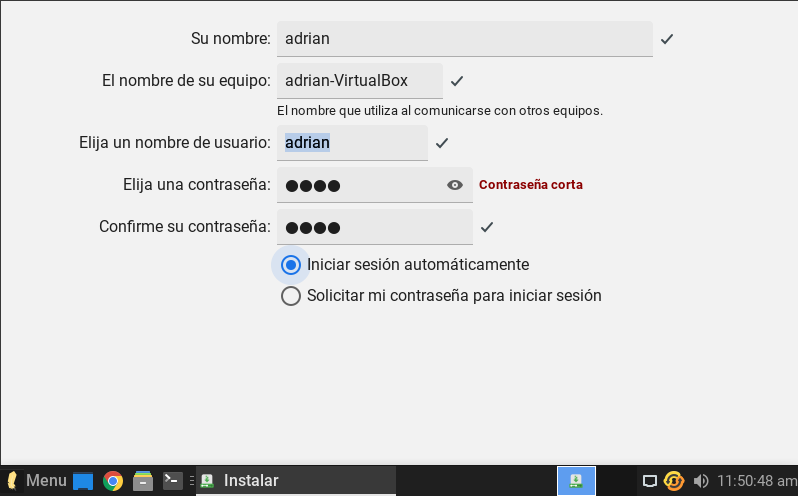 Su nombre: adrian
El nombre de su equipo: adrian-VirtualBox
El nombre que utiliza al comunicarse con otros equipos.
Elija un nombre de usuario: adrian
Elija una contraseña: ●●●● Contraseña corta
Confirme su contraseña: ●●●●
Iniciar sesión automáticamente
Solicitar mi contraseña para iniciar sesión
Menu Instalar 11:50:48 am